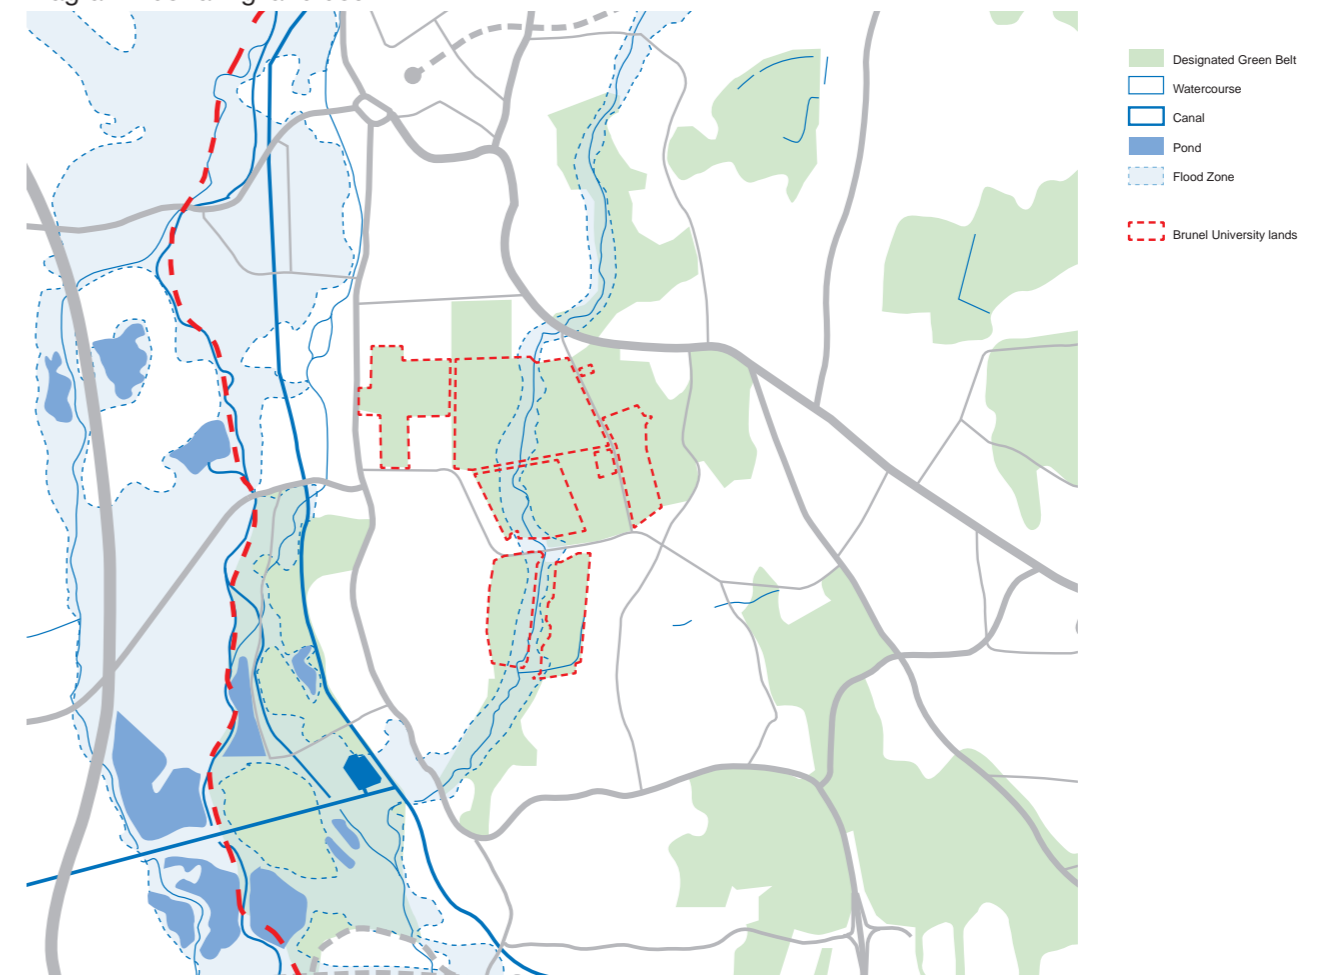 Designated Green Belt
Watercourse
Canal
Pond
Flood Zone
Brunel University lands